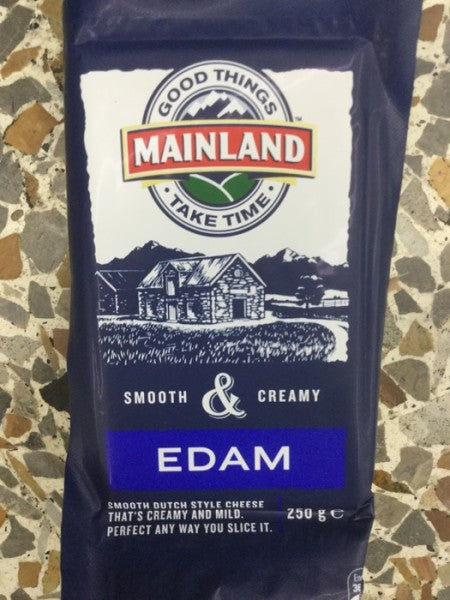 GOOD THINGS
MAINLAND™
· TAKE TIME ·
SMOOTH & CREAMY
EDAM
SMOOTH DUTCH STYLE CHEESE
THAT'S CREAMY AND MILD.
PERFECT ANY WAY YOU SLICE IT.
250 g ℮